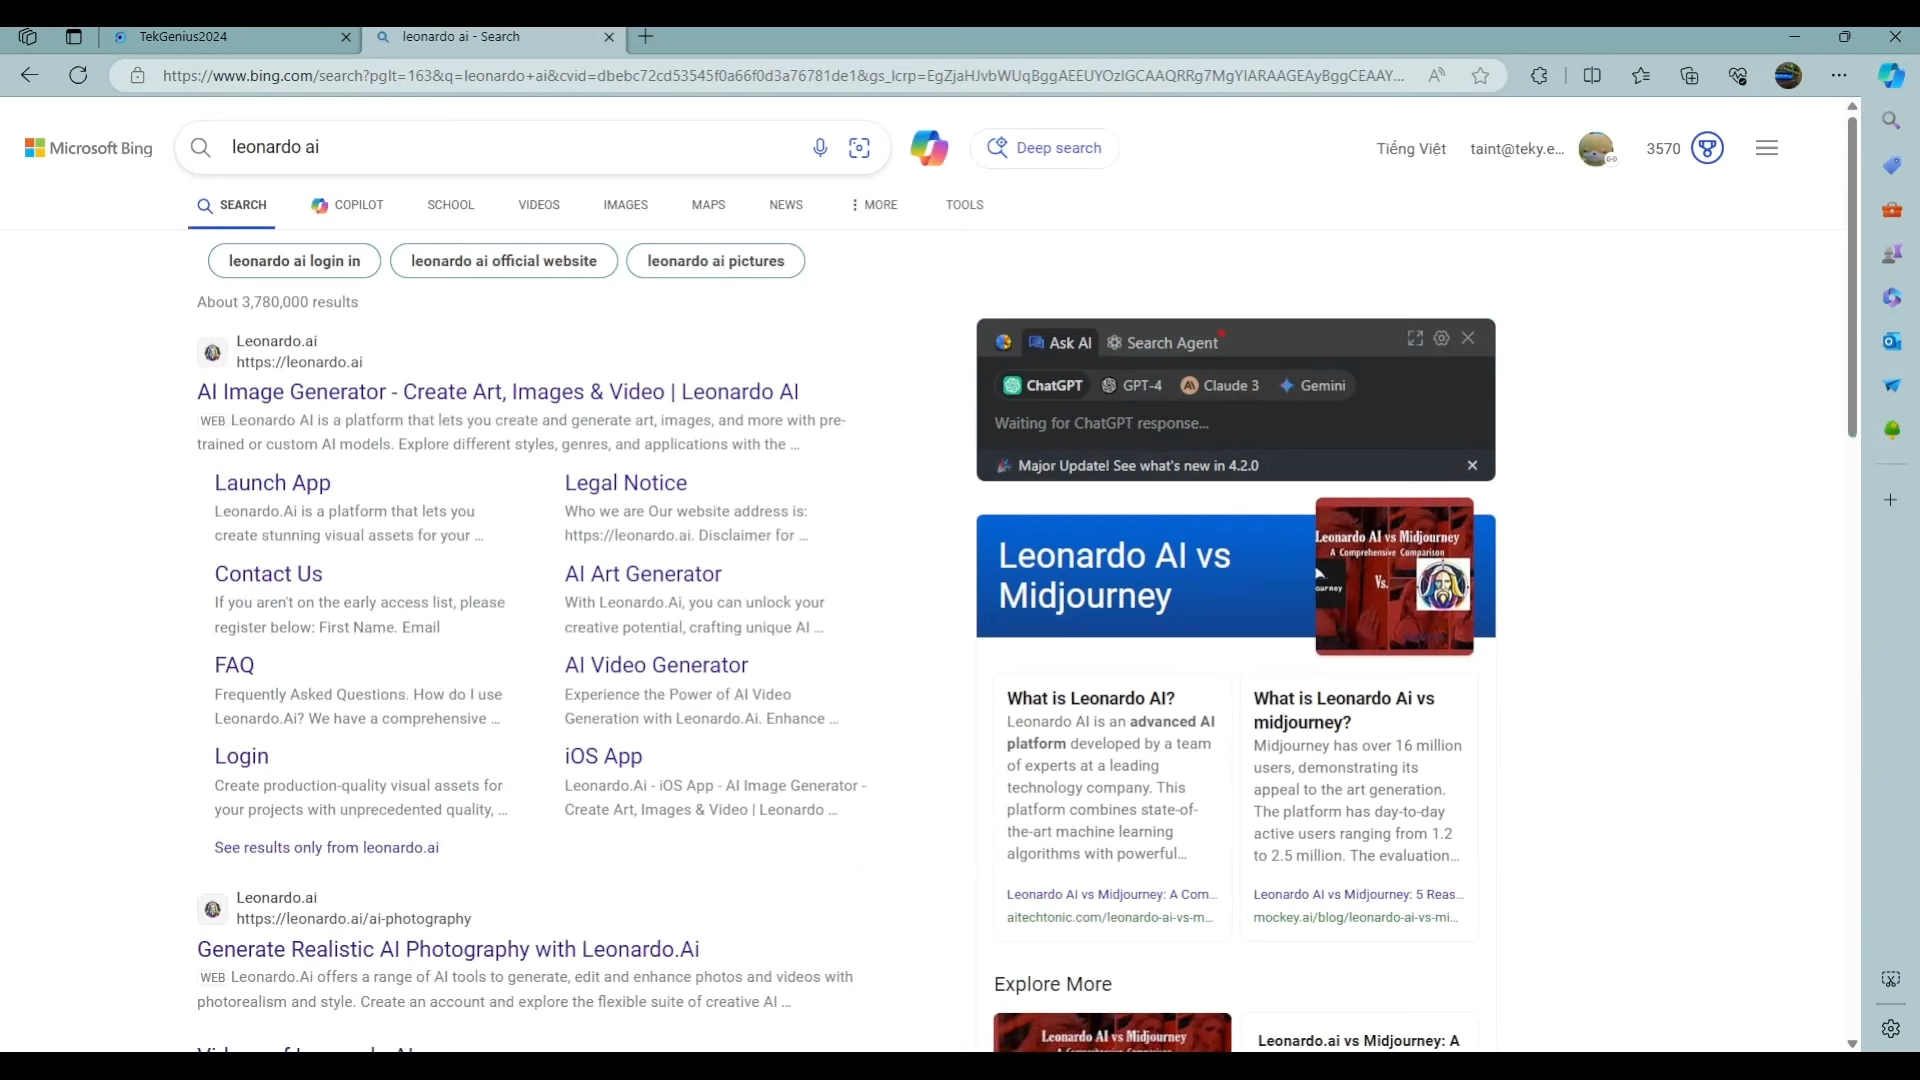 TekGenius2024
leonardo ai - Search
https://www.bing.com/search?pglt=163&q=leonardo+ai&cvid=dbebc72cd53545f0a66f0d3a76781de1&gs_lcrp=EgZjaHJvbWUqBggAEEUYOzIGCAAQRRg7MgYIARAAGEAyBggCEAAY...
Microsoft Bing
leonardo ai
Deep search
Tiếng Việt
taint@teky.e...
3570
SEARCH
COPILOT
SCHOOL
VIDEOS
IMAGES
MAPS
NEWS
MORE
TOOLS
leonardo ai login in
leonardo ai official website
leonardo ai pictures
About 3,780,000 results
Leonardo.ai
https://leonardo.ai
AI Image Generator - Create Art, Images & Video | Leonardo AI
WEB Leonardo AI is a platform that lets you create and generate art, images, and more with pre-
trained or custom AI models. Explore different styles, genres, and applications with the ...
Launch App
Leonardo.Ai is a platform that lets you
create stunning visual assets for your ...
Legal Notice
Who we are Our website address is:
https://leonardo.ai. Disclaimer for ...
Contact Us
If you aren't on the early access list, please
register below: First Name. Email
AI Art Generator
With Leonardo.Ai, you can unlock your
creative potential, crafting unique AI ...
FAQ
Frequently Asked Questions. How do I use
Leonardo.Ai? We have a comprehensive ...
AI Video Generator
Experience the Power of AI Video
Generation with Leonardo.Ai. Enhance ...
Login
Create production-quality visual assets for
your projects with unprecedented quality, ...
iOS App
Leonardo.Ai - iOS App - AI Image Generator -
Create Art, Images & Video | Leonardo ...
See results only from leonardo.ai
Leonardo.ai
https://leonardo.ai/ai-photography
Generate Realistic AI Photography with Leonardo.Ai
WEB Leonardo.Ai offers a range of AI tools to generate, edit and enhance photos and videos with
photorealism and style. Create an account and explore the flexible suite of creative AI ...
Ask AI
Search Agent
ChatGPT
GPT-4
Claude 3
Gemini
Waiting for ChatGPT response...
Major Update! See what's new in 4.2.0
Leonardo AI vs
Midjourney
Leonardo AI vs Midjourney
A Comprehensive Comparison
Vs.
ourney
What is Leonardo AI?
Leonardo AI is an advanced AI
platform developed by a team
of experts at a leading
technology company. This
platform combines state-of-
the-art machine learning
algorithms with powerful...
Leonardo AI vs Midjourney: A Com...
aitechtonic.com/leonardo-ai-vs-m...
What is Leonardo Ai vs
midjourney?
Midjourney has over 16 million
users, demonstrating its
appeal to the art generation.
The platform has day-to-day
active users ranging from 1.2
to 2.5 million. The evaluation...
Leonardo AI vs Midjourney: 5 Reas...
mockey.ai/blog/leonardo-ai-vs-mi...
Explore More
Leonardo AI vs Midjourney
Leonardo.ai vs Midjourney: A